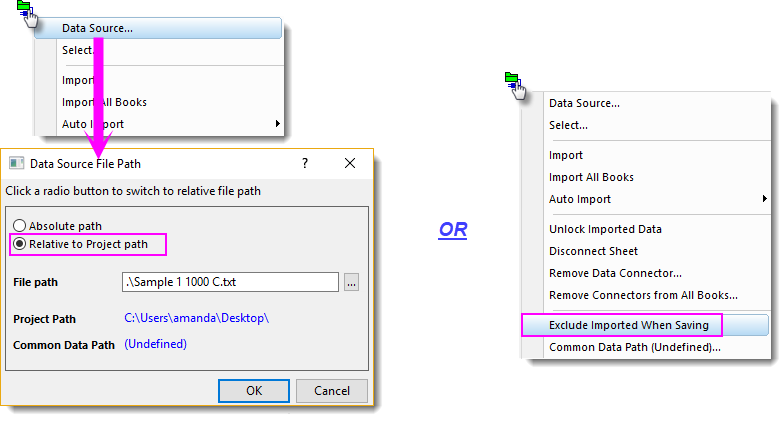 Data Source...
Select...
Import
Import All Books
Auto Import
Data Source File Path
?
Click a radio button to switch to relative file path
Absolute path
Relative to Project path
File path .\Sample 1 1000 C.txt ...
Project Path C:\Users\amanda\Desktop\
Common Data Path (Undefined)
OK Cancel
OR
Data Source...
Select...
Import
Import All Books
Auto Import
Unlock Imported Data
Disconnect Sheet
Remove Data Connector...
Remove Connectors from All Books...
Exclude Imported When Saving
Common Data Path (Undefined)...